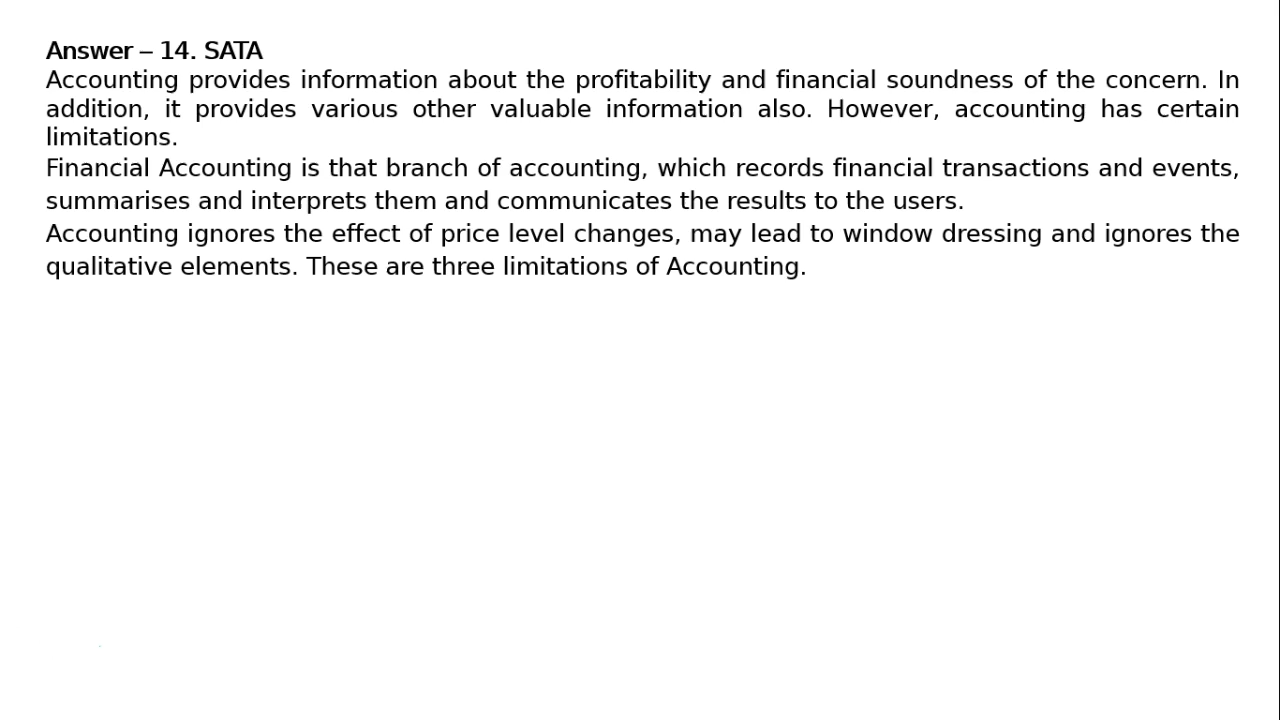 Answer – 14. SATA
Accounting provides information about the profitability and financial soundness of the concern. In
addition, it provides various other valuable information also. However, accounting has certain
limitations.
Financial Accounting is that branch of accounting, which records financial transactions and events,
summarises and interprets them and communicates the results to the users.
Accounting ignores the effect of price level changes, may lead to window dressing and ignores the
qualitative elements. These are three limitations of Accounting.